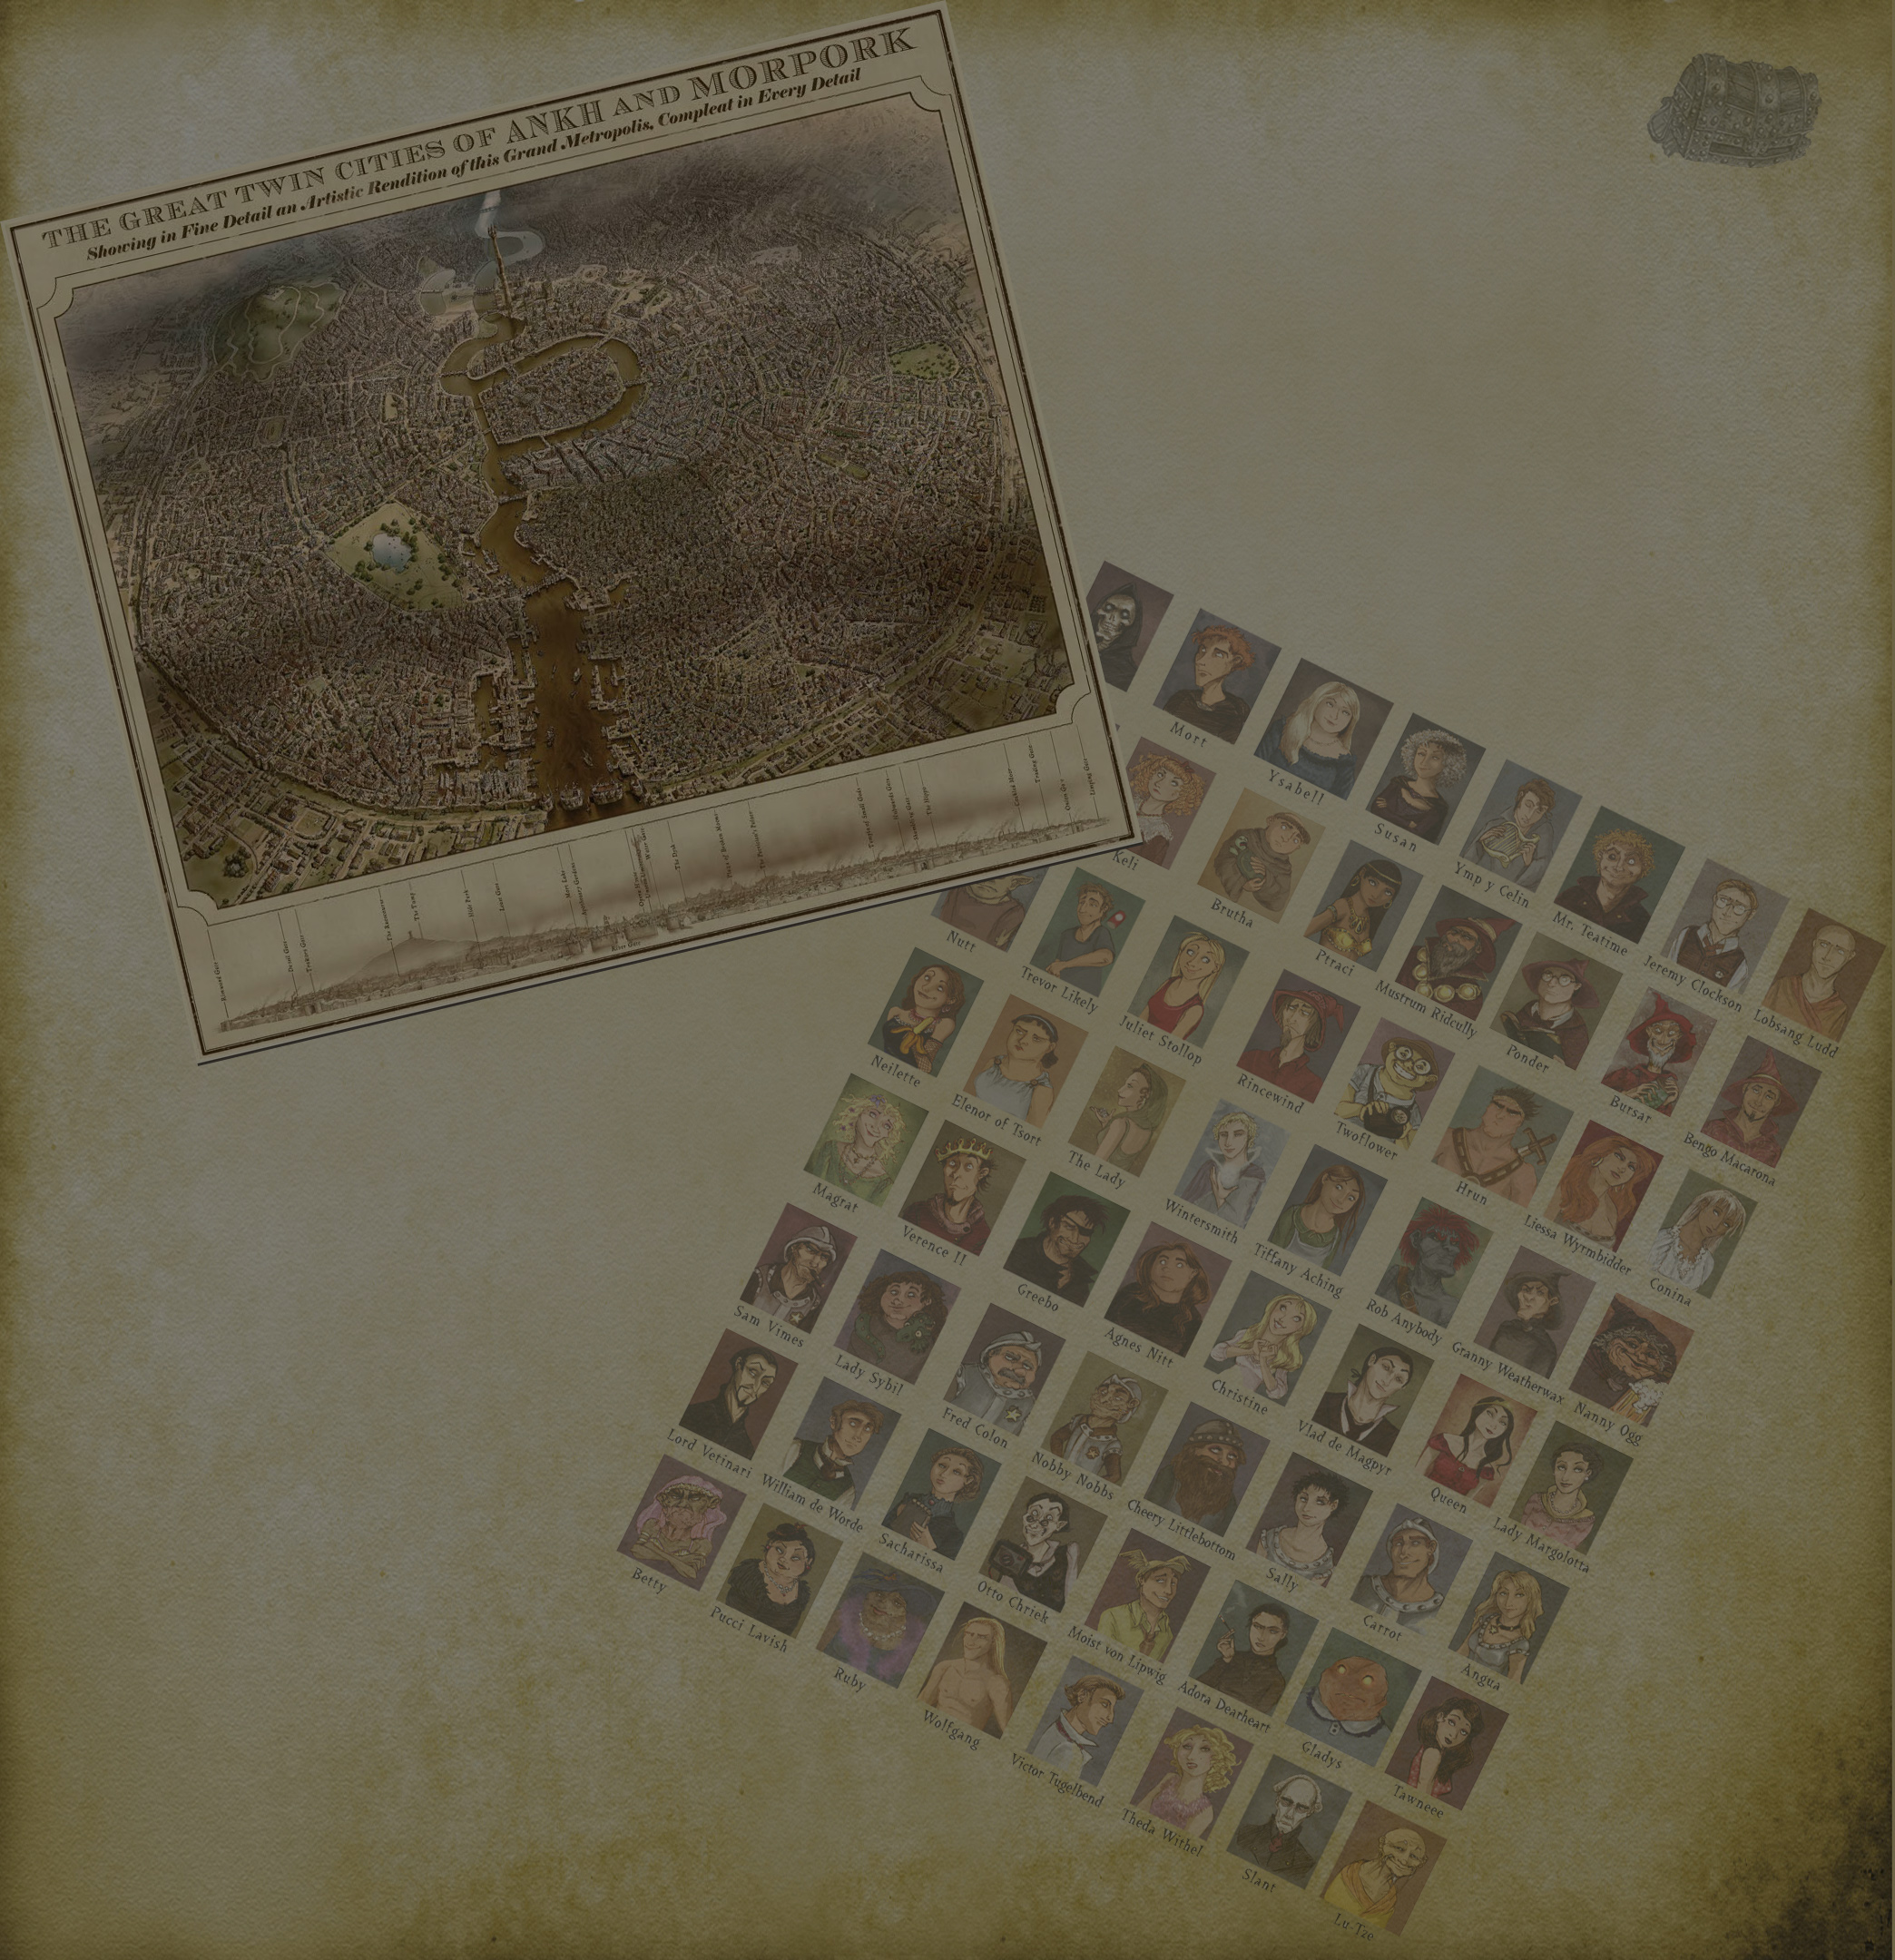 THE GREAT TWIN CITIES OF ANKH AND MORPORK
Showing in Fine Detail an Artistic Rendition of this Grand Metropolis, Compleat in Every Detail
Mort
Ysabell
Susan
Ymp y Celin
Mr. Teatime
Jeremy Clockson
Lobsang Ludd
Keli
Brutha
Ptraci
Mustrum Ridcully
Ponder
Bursar
Bengo Macarona
Nutt
Trevor Likely
Juliet Stollop
Rincewind
Twoflower
Hrun
Liessa Wyrmbidder
Conina
Neilette
Elenor of Tsort
The Lady
Wintersmith
Tiffany Aching
Rob Anybody
Granny Weatherwax
Nanny Ogg
Magrat
Verence II
Greebo
Agnes Nitt
Christine
Vlad de Magpyr
Queen
Lady Margolotta
Sam Vimes
Lady Sybil
Fred Colon
Nobby Nobbs
Cheery Littlebottom
Sally
Carrot
Angua
Lord Vetinari
William de Worde
Sacharissa
Otto Chriek
Moist von Lipwig
Adora Dearheart
Gladys
Tawneee
Betty
Pucci Lavish
Ruby
Wolfgang
Victor Tugelbend
Theda Withel
Slant
Lu-Tze